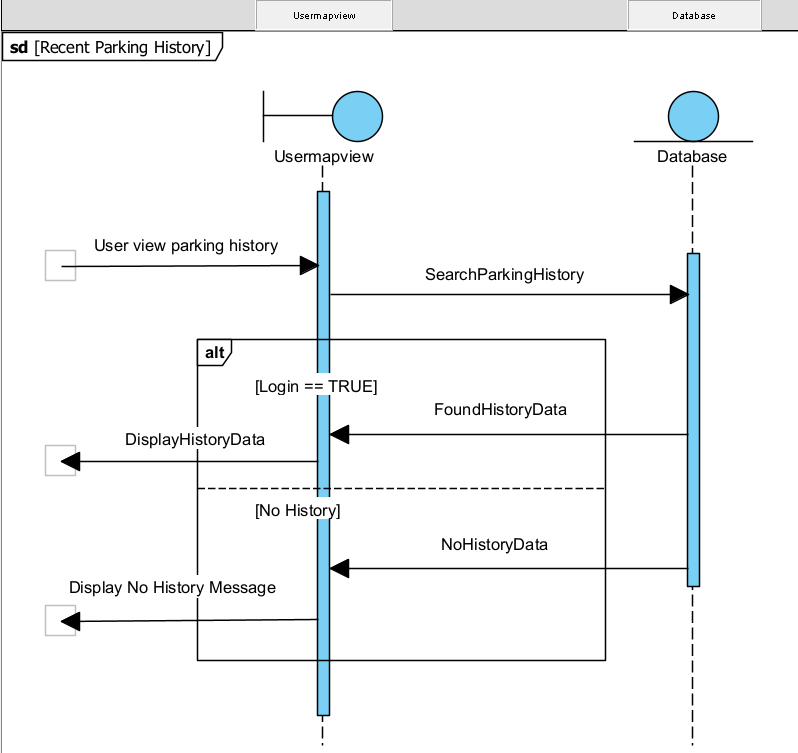 Usermapview
Database
sd [Recent Parking History]
Usermapview
Database
User view parking history
SearchParkingHistory
alt
[Login == TRUE]
FoundHistoryData
DisplayHistoryData
[No History]
NoHistoryData
Display No History Message